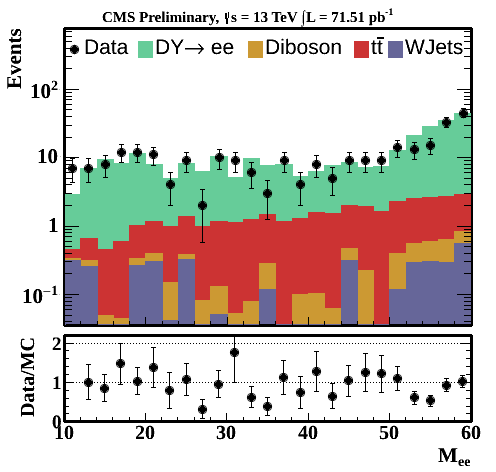 CMS Preliminary, √s = 13 TeV ∫L = 71.51 pb⁻¹
Data DY→ ee Diboson tt̄ WJets
Events
10²
10
1
10⁻¹
Data/MC
2
1
0
10 20 30 40 50 60
Mₑₑ